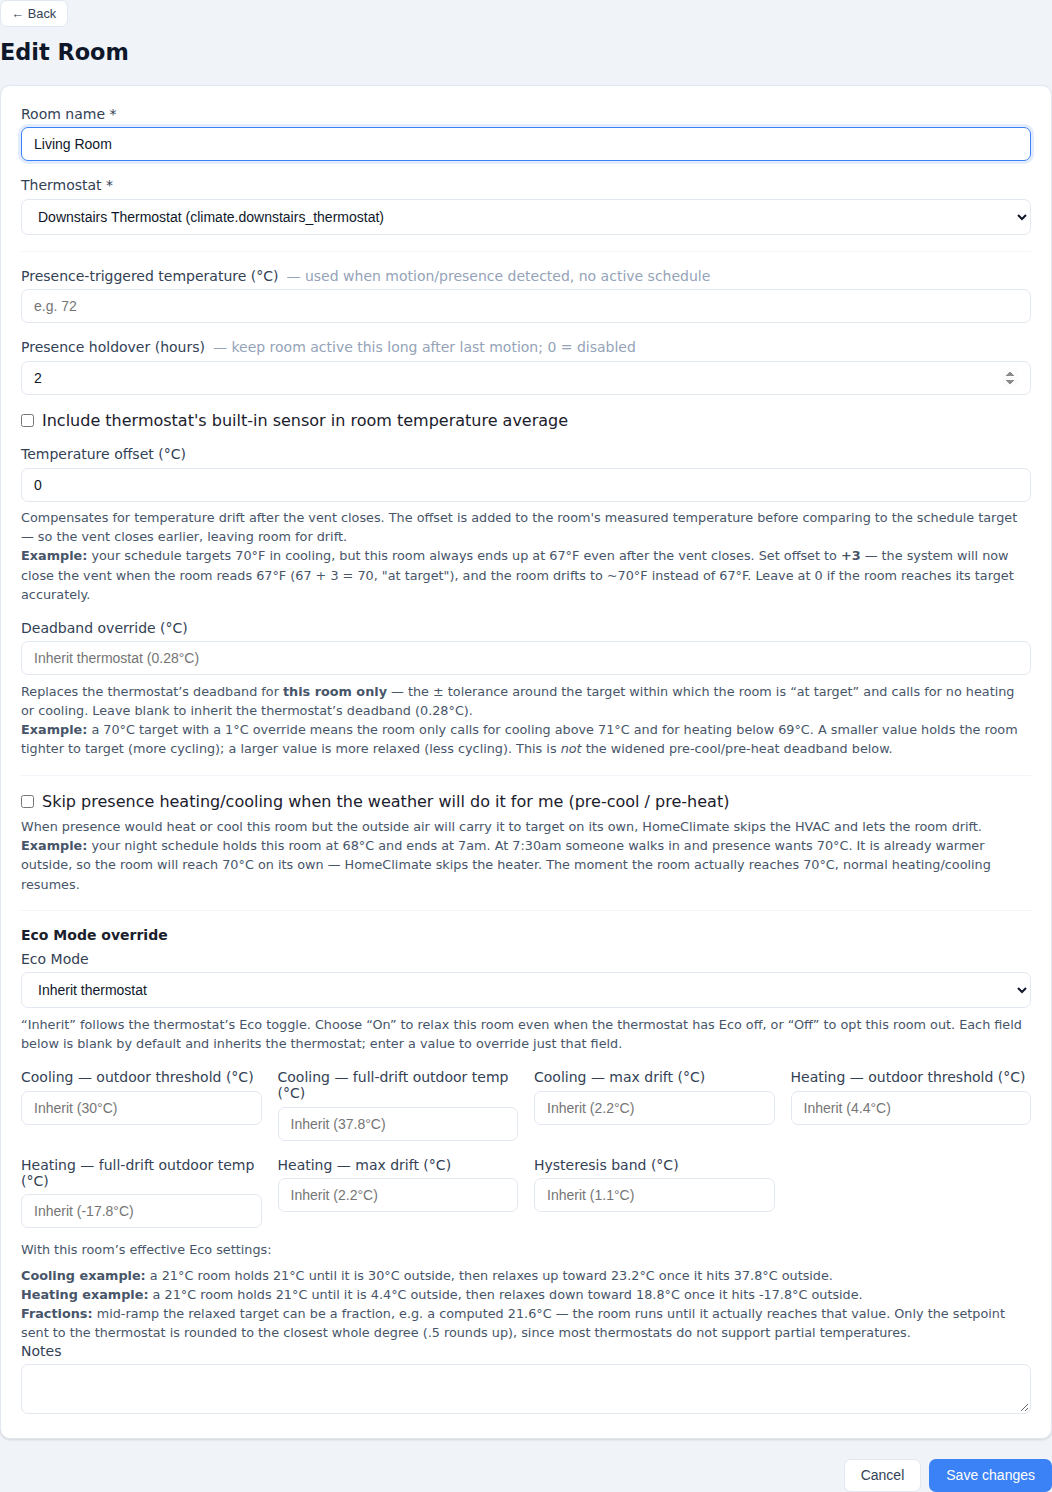 ← Back
Edit Room
Room name *
Living Room
Thermostat *
Downstairs Thermostat (climate.downstairs_thermostat)
Presence-triggered temperature (°C) — used when motion/presence detected, no active schedule
e.g. 72
Presence holdover (hours) — keep room active this long after last motion; 0 = disabled
2
Include thermostat's built-in sensor in room temperature average
Temperature offset (°C)
0
Compensates for temperature drift after the vent closes. The offset is added to the room's measured temperature before comparing to the schedule target
— so the vent closes earlier, leaving room for drift.
Example: your schedule targets 70°F in cooling, but this room always ends up at 67°F even after the vent closes. Set offset to +3 — the system will now
close the vent when the room reads 67°F (67 + 3 = 70, "at target"), and the room drifts to ~70°F instead of 67°F. Leave at 0 if the room reaches its target
accurately.
Deadband override (°C)
Inherit thermostat (0.28°C)
Replaces the thermostat’s deadband for this room only — the ± tolerance around the target within which the room is “at target” and calls for no heating
or cooling. Leave blank to inherit the thermostat’s deadband (0.28°C).
Example: a 70°C target with a 1°C override means the room only calls for cooling above 71°C and for heating below 69°C. A smaller value holds the room
tighter to target (more cycling); a larger value is more relaxed (less cycling). This is not the widened pre-cool/pre-heat deadband below.
Skip presence heating/cooling when the weather will do it for me (pre-cool / pre-heat)
When presence would heat or cool this room but the outside air will carry it to target on its own, HomeClimate skips the HVAC and lets the room drift.
Example: your night schedule holds this room at 68°C and ends at 7am. At 7:30am someone walks in and presence wants 70°C. It is already warmer
outside, so the room will reach 70°C on its own — HomeClimate skips the heater. The moment the room actually reaches 70°C, normal heating/cooling
resumes.
Eco Mode override
Eco Mode
Inherit thermostat
“Inherit” follows the thermostat’s Eco toggle. Choose “On” to relax this room even when the thermostat has Eco off, or “Off” to opt this room out. Each field
below is blank by default and inherits the thermostat; enter a value to override just that field.
Cooling — outdoor threshold (°C)
Inherit (30°C)
Cooling — full-drift outdoor temp
(°C)
Inherit (37.8°C)
Cooling — max drift (°C)
Inherit (2.2°C)
Heating — outdoor threshold (°C)
Inherit (4.4°C)
Heating — full-drift outdoor temp
(°C)
Inherit (-17.8°C)
Heating — max drift (°C)
Inherit (2.2°C)
Hysteresis band (°C)
Inherit (1.1°C)
With this room’s effective Eco settings:
Cooling example: a 21°C room holds 21°C until it is 30°C outside, then relaxes up toward 23.2°C once it hits 37.8°C outside.
Heating example: a 21°C room holds 21°C until it is 4.4°C outside, then relaxes down toward 18.8°C once it hits -17.8°C outside.
Fractions: mid-ramp the relaxed target can be a fraction, e.g. a computed 21.6°C — the room runs until it actually reaches that value. Only the setpoint
sent to the thermostat is rounded to the closest whole degree (.5 rounds up), since most thermostats do not support partial temperatures.
Notes
Cancel
Save changes